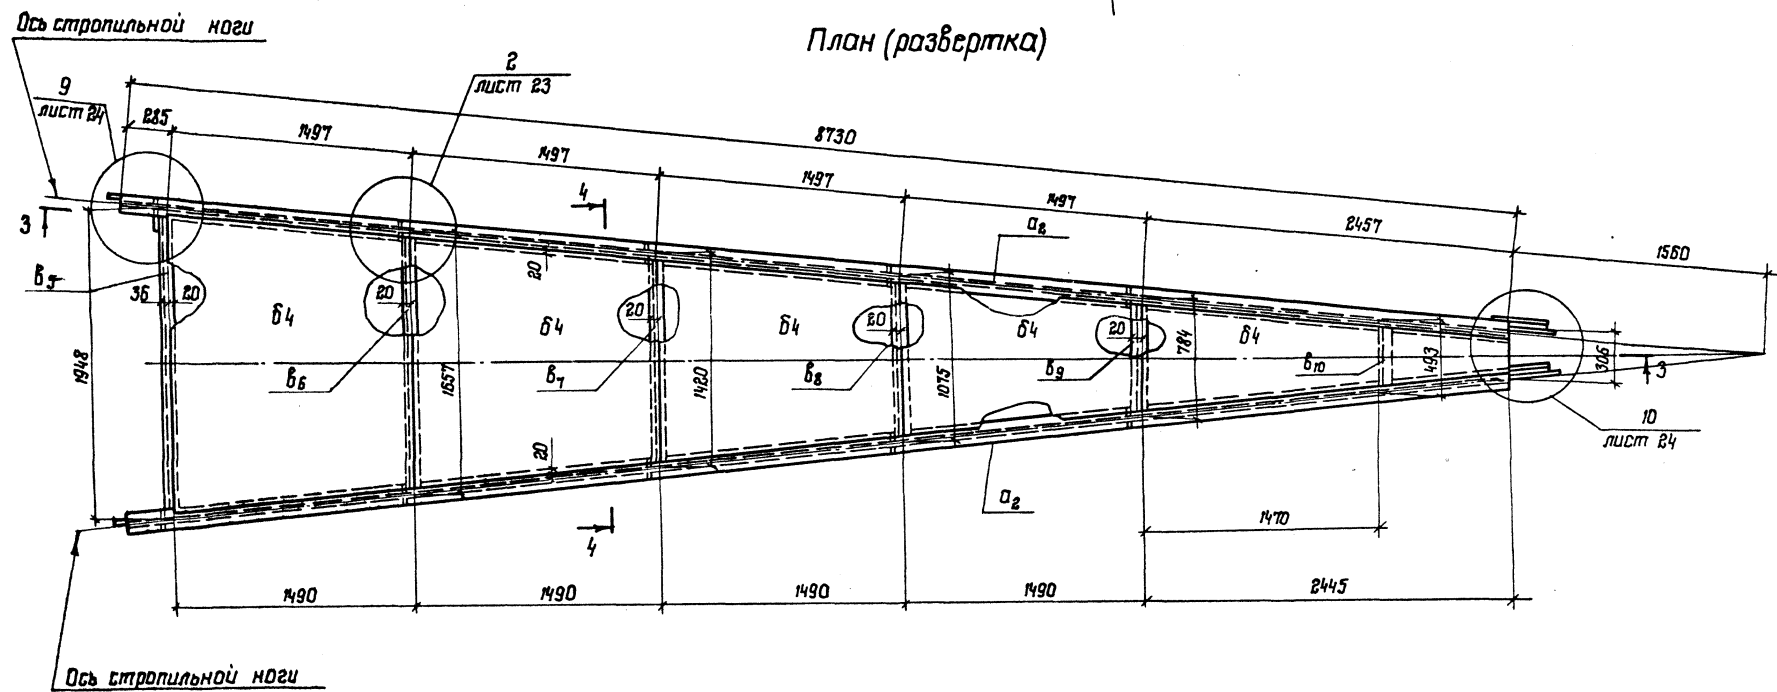 Ось стропильной ноги
План (развертка)
9
лист 24
2
лист 23
285
1497
1497
8730
1497
1497
2457
1560
4
3
а2
в5
36
20
20
20
20
20
20
б4
б4
б4
б4
б4
1948
в6
1657
в7
1420
в8
1075
в9
784
в10
493
306
3
10
лист 24
20
а2
4
1470
1490
1490
1490
1490
2445
Ось стропильной ноги